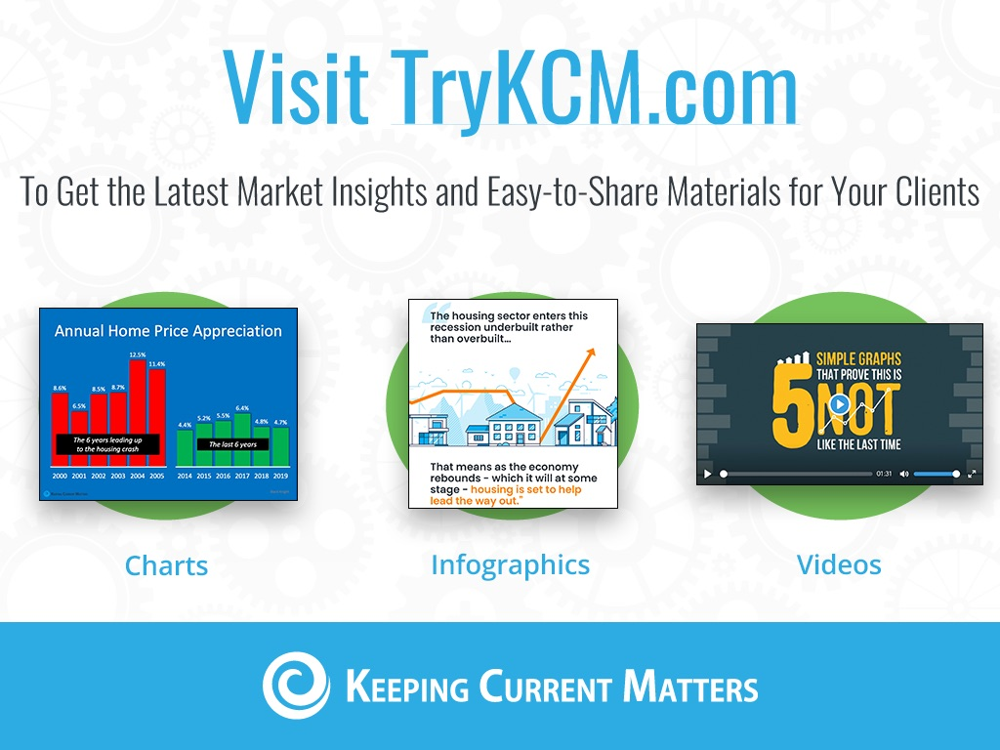 Visit TryKCM.com
To Get the Latest Market Insights and Easy-to-Share Materials for Your Clients
Annual Home Price Appreciation
8.6%
6.5%
8.5%
8.7%
12.5%
11.4%
4.4%
5.2%
5.5%
6.4%
4.8%
4.7%
The 6 years leading up
to the housing crash
The last 6 years
2000 2001 2002 2003 2004 2005 2014 2015 2016 2017 2018 2019
“The housing sector enters this
recession underbuilt rather
than overbuilt...
That means as the economy
rebounds – which it will at some
stage – housing is set to help
lead the way out.”
5 SIMPLE GRAPHS
THAT PROVE THIS IS
NOT
LIKE THE LAST TIME
01:31
Charts
Infographics
Videos
KEEPING CURRENT MATTERS